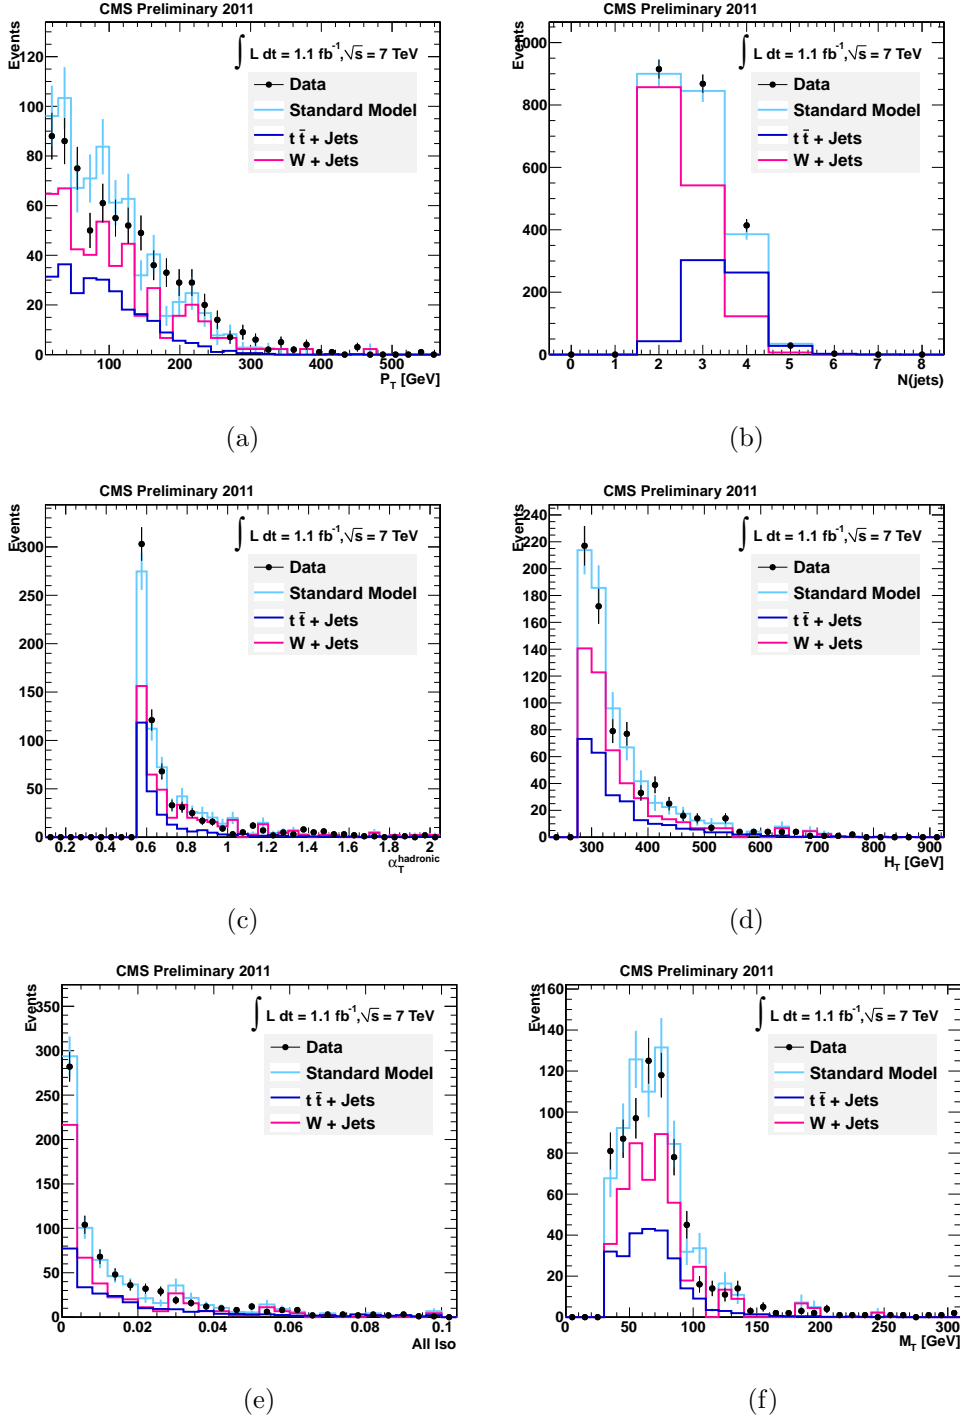 CMS Preliminary 2011
Events
∫ L dt = 1.1 fb⁻¹,√s = 7 TeV
Data
Standard Model
t t̄ + Jets
W + Jets
120
100
80
60
40
20
0
100 200 300 400 500
P_T [GeV]
(a)
CMS Preliminary 2011
Events
∫ L dt = 1.1 fb⁻¹,√s = 7 TeV
Data
Standard Model
t t̄ + Jets
W + Jets
1000
800
600
400
200
0
0 1 2 3 4 5 6 7 8
N(jets)
(b)
CMS Preliminary 2011
Events
∫ L dt = 1.1 fb⁻¹,√s = 7 TeV
Data
Standard Model
t t̄ + Jets
W + Jets
300
250
200
150
100
50
0
0.2 0.4 0.6 0.8 1 1.2 1.4 1.6 1.8 2
α_T^hadronic
(c)
CMS Preliminary 2011
Events
∫ L dt = 1.1 fb⁻¹,√s = 7 TeV
Data
Standard Model
t t̄ + Jets
W + Jets
240
220
200
180
160
140
120
100
80
60
40
20
0
300 400 500 600 700 800 900
H_T [GeV]
(d)
CMS Preliminary 2011
Events
∫ L dt = 1.1 fb⁻¹,√s = 7 TeV
Data
Standard Model
t t̄ + Jets
W + Jets
350
300
250
200
150
100
50
0
0 0.02 0.04 0.06 0.08 0.1
All Iso
(e)
CMS Preliminary 2011
Events
∫ L dt = 1.1 fb⁻¹,√s = 7 TeV
Data
Standard Model
t t̄ + Jets
W + Jets
160
140
120
100
80
60
40
20
0
0 50 100 150 200 250 300
M_T [GeV]
(f)